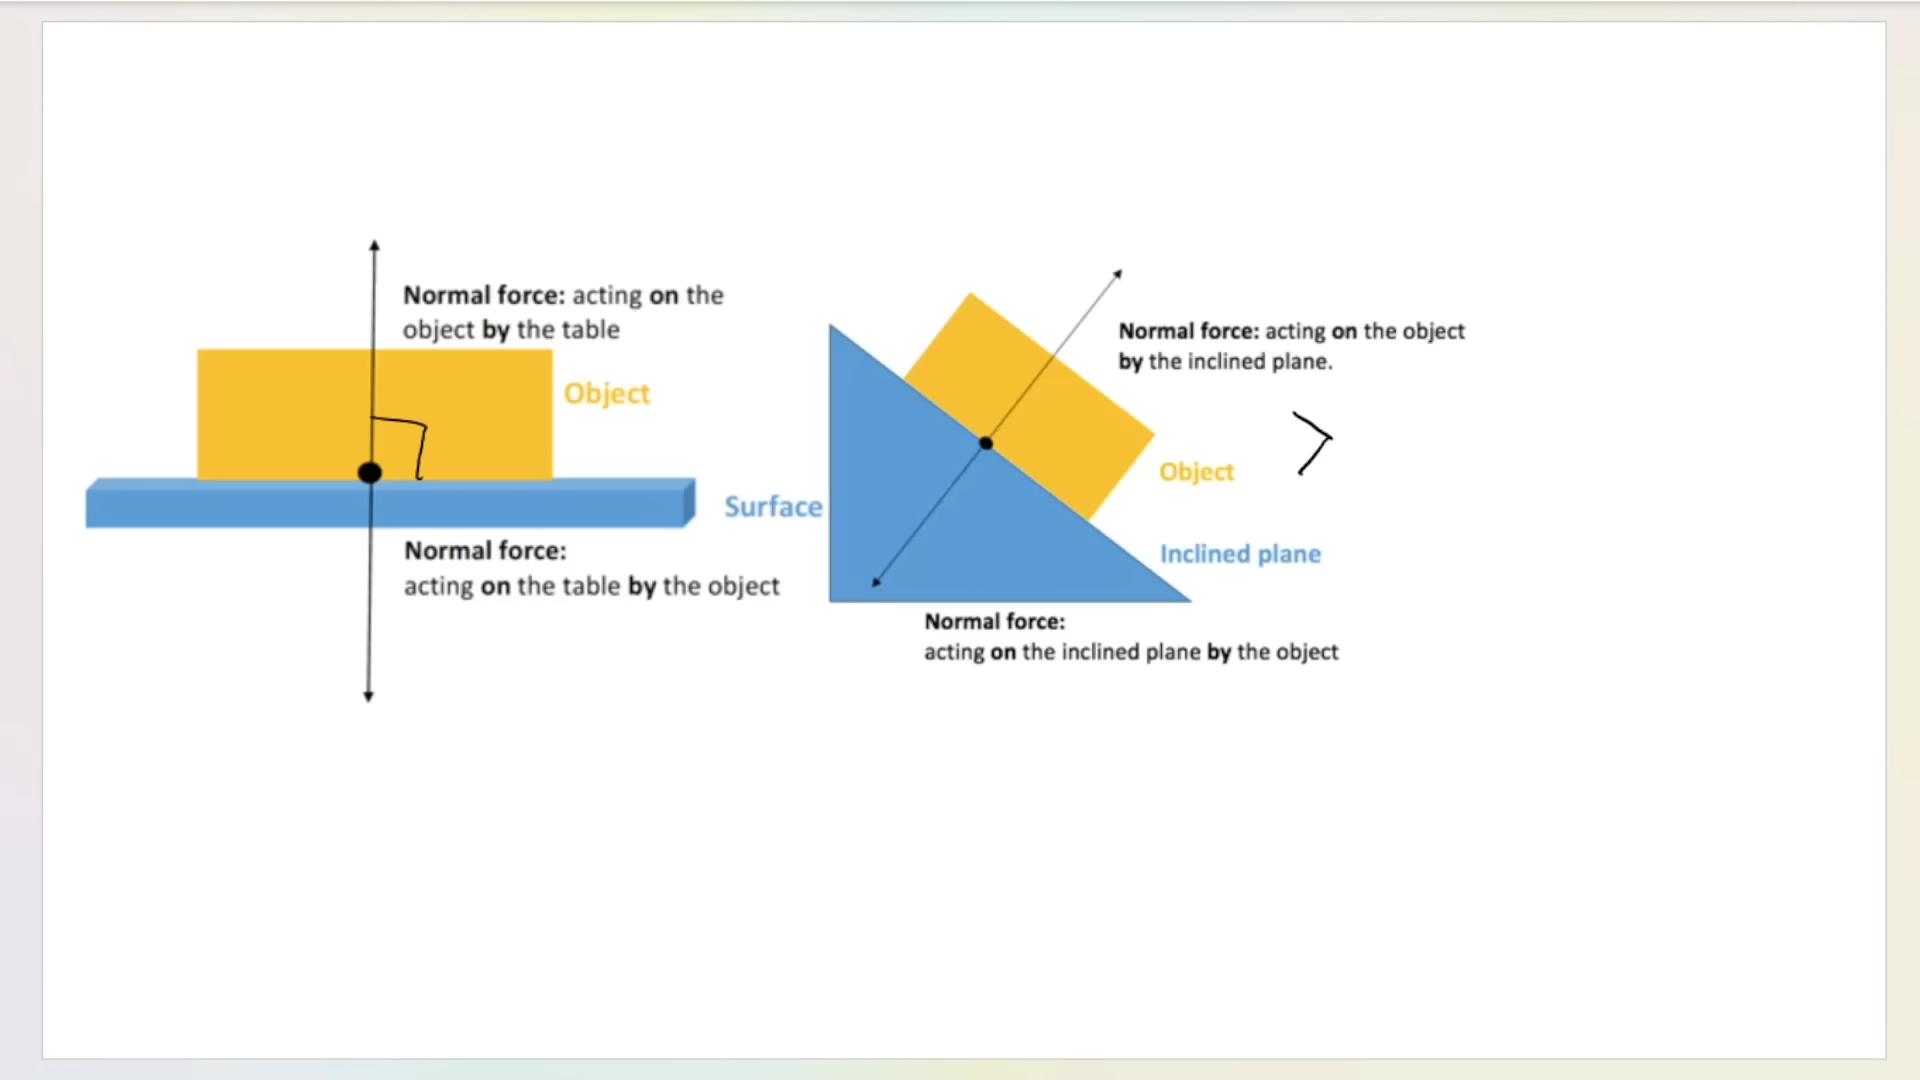 Normal force: acting on the
object by the table
Object
Surface
Normal force:
acting on the table by the object
Normal force: acting on the object
by the inclined plane.
Object
Inclined plane
Normal force:
acting on the inclined plane by the object